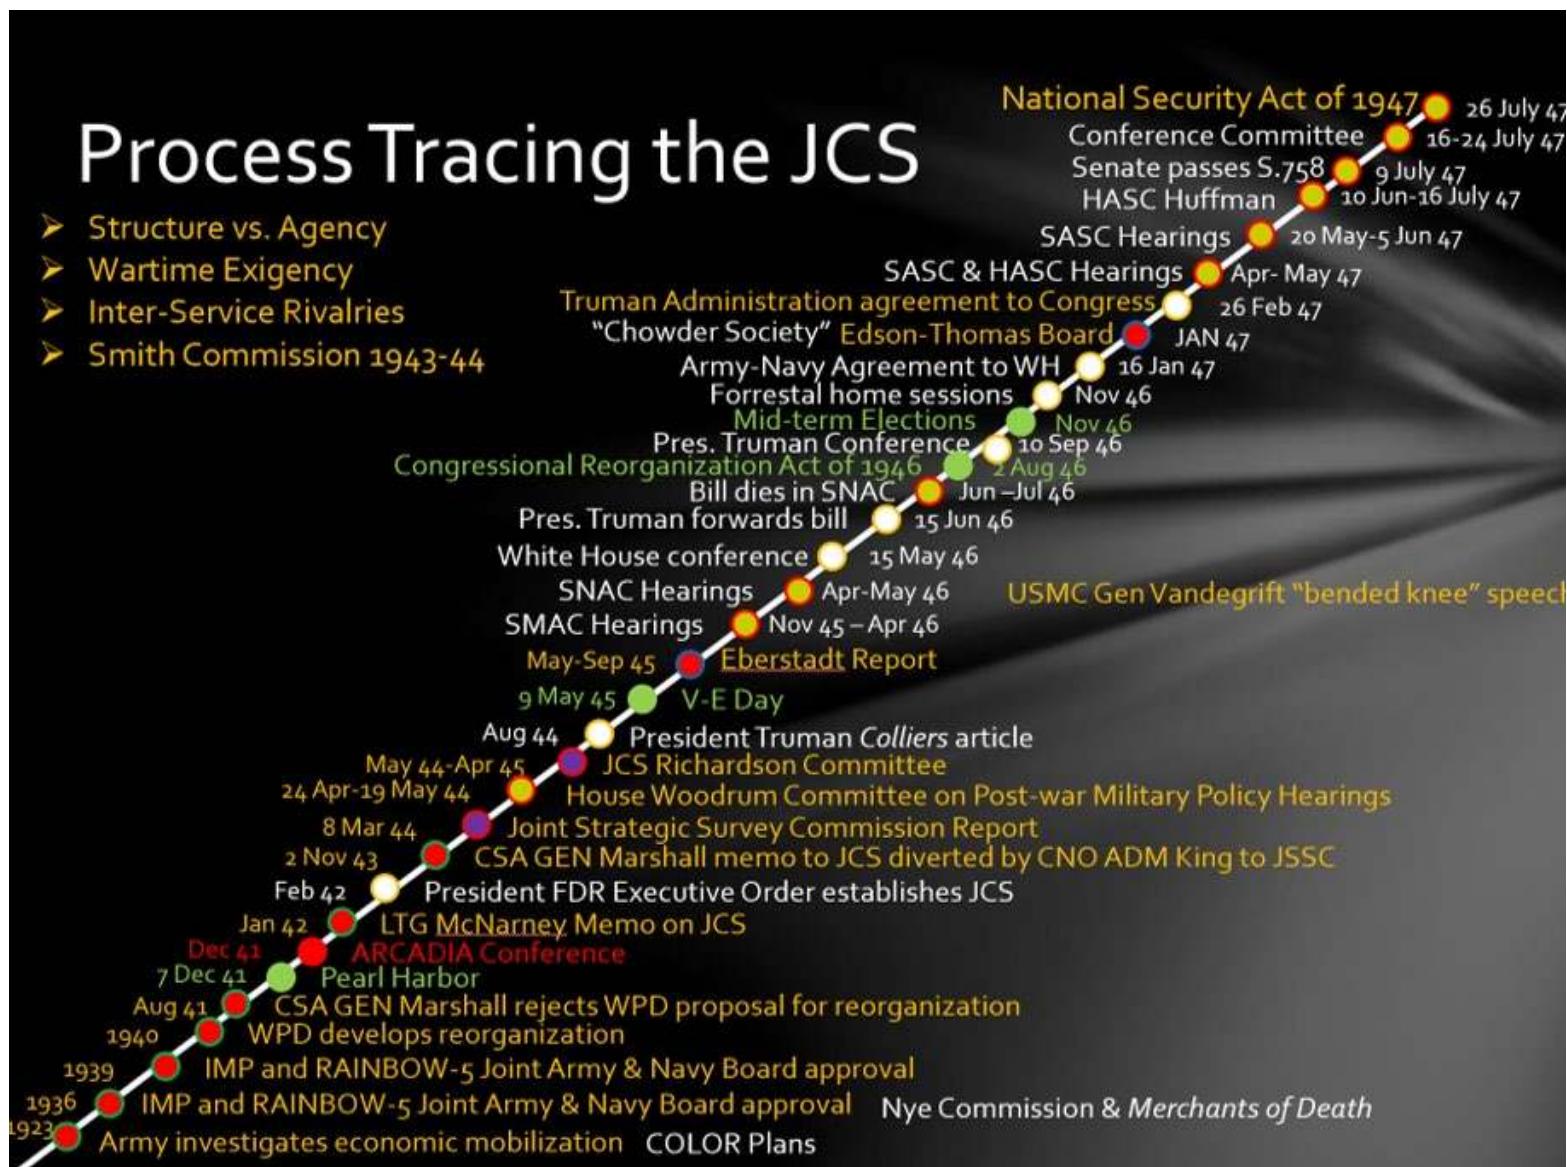 Process Tracing the JCS
Structure vs. Agency
Wartime Exigency
Inter-Service Rivalries
Smith Commission 1943-44
National Security Act of 1947 26 July 47
Conference Committee 16-24 July 47
Senate passes S.758 9 July 47
HASC Huffman 10 Jun-16 July 47
SASC Hearings 20 May-5 Jun 47
SASC & HASC Hearings Apr- May 47
Truman Administration agreement to Congress 26 Feb 47
“Chowder Society” Edson-Thomas Board JAN 47
Army-Navy Agreement to WH 16 Jan 47
Forrestal home sessions Nov 46
Mid-term Elections Nov 46
Pres. Truman Conference 10 Sep 46
Congressional Reorganization Act of 1946 2 Aug 46
Bill dies in SNAC Jun –Jul 46
Pres. Truman forwards bill 15 Jun 46
White House conference 15 May 46
SNAC Hearings Apr-May 46 USMC Gen Vandegrift “bended knee” speech
SMAC Hearings Nov 45 – Apr 46
May-Sep 45 Eberstadt Report
9 May 45 V-E Day
Aug 44 President Truman Colliers article
May 44-Apr 45 JCS Richardson Committee
24 Apr-19 May 44 House Woodrum Committee on Post-war Military Policy Hearings
8 Mar 44 Joint Strategic Survey Commission Report
2 Nov 43 CSA GEN Marshall memo to JCS diverted by CNO ADM King to JSSC
Feb 42 President FDR Executive Order establishes JCS
Jan 42 LTG McNarney Memo on JCS
Dec 41 ARCADIA Conference
7 Dec 41 Pearl Harbor
Aug 41 CSA GEN Marshall rejects WPD proposal for reorganization
1940 WPD develops reorganization
1939 IMP and RAINBOW-5 Joint Army & Navy Board approval
1936 IMP and RAINBOW-5 Joint Army & Navy Board approval Nye Commission & Merchants of Death
1923 Army investigates economic mobilization COLOR Plans